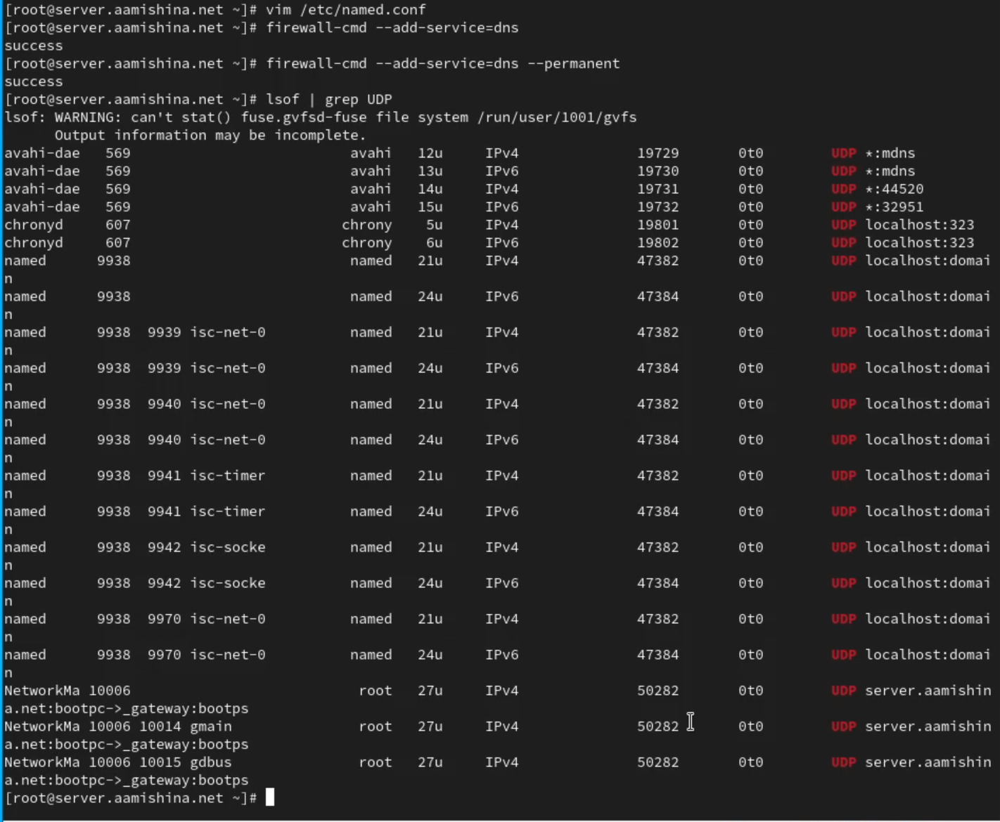 [root@server.aamishina.net ~]# vim /etc/named.conf
[root@server.aamishina.net ~]# firewall-cmd --add-service=dns
success
[root@server.aamishina.net ~]# firewall-cmd --add-service=dns --permanent
success
[root@server.aamishina.net ~]# lsof | grep UDP
lsof: WARNING: can't stat() fuse.gvfsd-fuse file system /run/user/1001/gvfs
      Output information may be incomplete.
avahi-dae   569                          avahi   12u     IPv4              19729       0t0        UDP *:mdns
avahi-dae   569                          avahi   13u     IPv6              19730       0t0        UDP *:mdns
avahi-dae   569                          avahi   14u     IPv4              19731       0t0        UDP *:44520
avahi-dae   569                          avahi   15u     IPv6              19732       0t0        UDP *:32951
chronyd     607                         chrony    5u     IPv4              19801       0t0        UDP localhost:323
chronyd     607                         chrony    6u     IPv6              19802       0t0        UDP localhost:323
named      9938                          named   21u     IPv4              47382       0t0        UDP localhost:domai
n
named      9938                          named   24u     IPv6              47384       0t0        UDP localhost:domai
n
named      9938  9939 isc-net-0          named   21u     IPv4              47382       0t0        UDP localhost:domai
n
named      9938  9939 isc-net-0          named   24u     IPv6              47384       0t0        UDP localhost:domai
n
named      9938  9940 isc-net-0          named   21u     IPv4              47382       0t0        UDP localhost:domai
n
named      9938  9940 isc-net-0          named   24u     IPv6              47384       0t0        UDP localhost:domai
n
named      9938  9941 isc-timer          named   21u     IPv4              47382       0t0        UDP localhost:domai
n
named      9938  9941 isc-timer          named   24u     IPv6              47384       0t0        UDP localhost:domai
n
named      9938  9942 isc-socke          named   21u     IPv4              47382       0t0        UDP localhost:domai
n
named      9938  9942 isc-socke          named   24u     IPv6              47384       0t0        UDP localhost:domai
n
named      9938  9970 isc-net-0          named   21u     IPv4              47382       0t0        UDP localhost:domai
n
named      9938  9970 isc-net-0          named   24u     IPv6              47384       0t0        UDP localhost:domai
n
NetworkMa 10006                           root   27u     IPv4              50282       0t0        UDP server.aamishin
a.net:bootpc->_gateway:bootps
NetworkMa 10006 10014 gmain               root   27u     IPv4              50282       0t0        UDP server.aamishin
a.net:bootpc->_gateway:bootps
NetworkMa 10006 10015 gdbus               root   27u     IPv4              50282       0t0        UDP server.aamishin
a.net:bootpc->_gateway:bootps
[root@server.aamishina.net ~]#